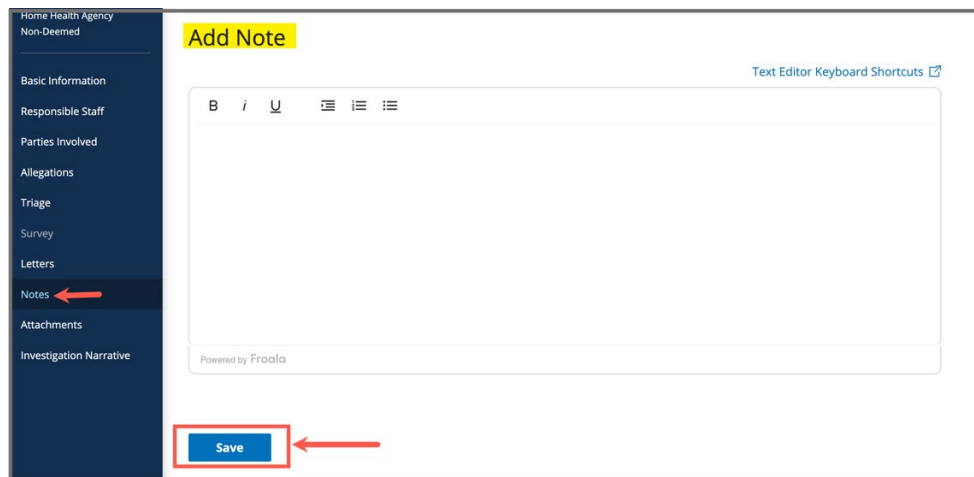 Home Health Agency
Non-Deemed
Basic Information
Responsible Staff
Parties Involved
Allegations
Triage
Survey
Letters
Notes
Attachments
Investigation Narrative
Add Note
Text Editor Keyboard Shortcuts
B i U
Powered by Froala
Save